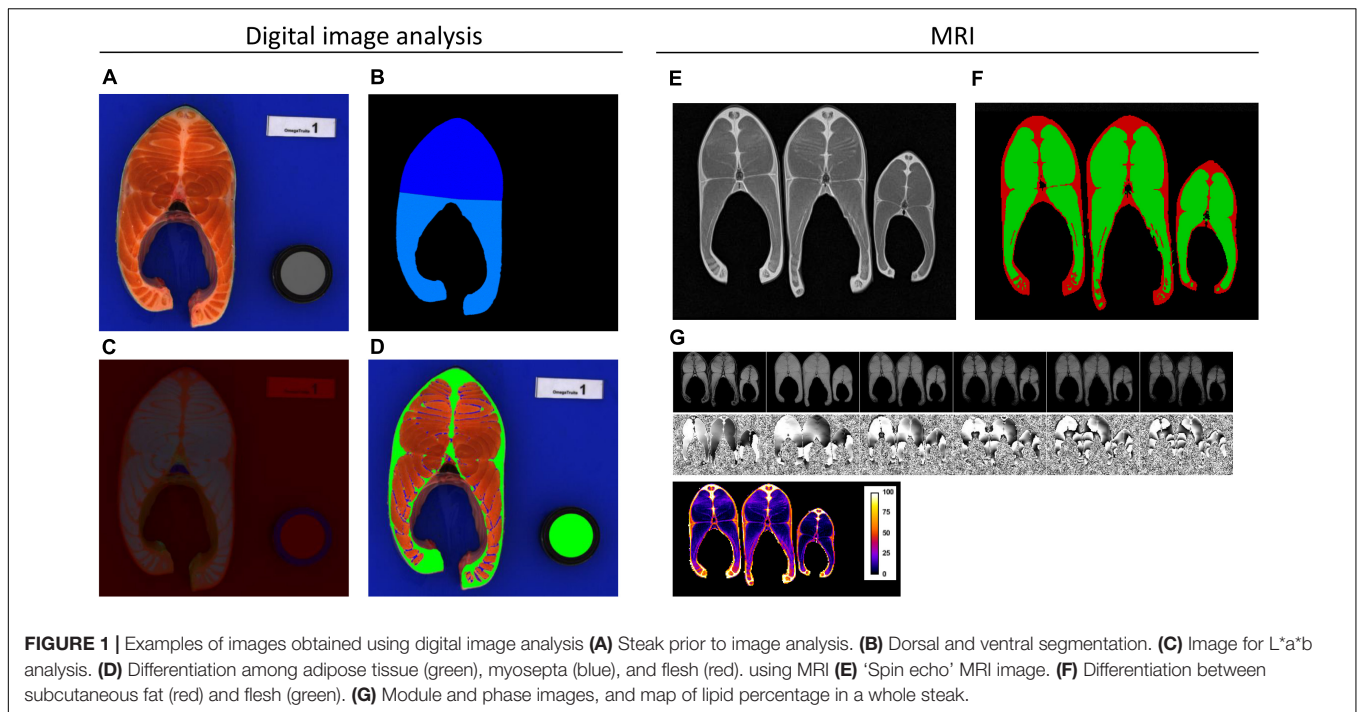 Digital image analysis
MRI
A
B
E
F
OmegaTruite 1
C
D
1
OmegaTruite 1
G
100
75
50
25
0
FIGURE 1 | Examples of images obtained using digital image analysis (A) Steak prior to image analysis. (B) Dorsal and ventral segmentation. (C) Image for L*a*b
analysis. (D) Differentiation among adipose tissue (green), myosepta (blue), and flesh (red). using MRI (E) ‘Spin echo’ MRI image. (F) Differentiation between
subcutaneous fat (red) and flesh (green). (G) Module and phase images, and map of lipid percentage in a whole steak.